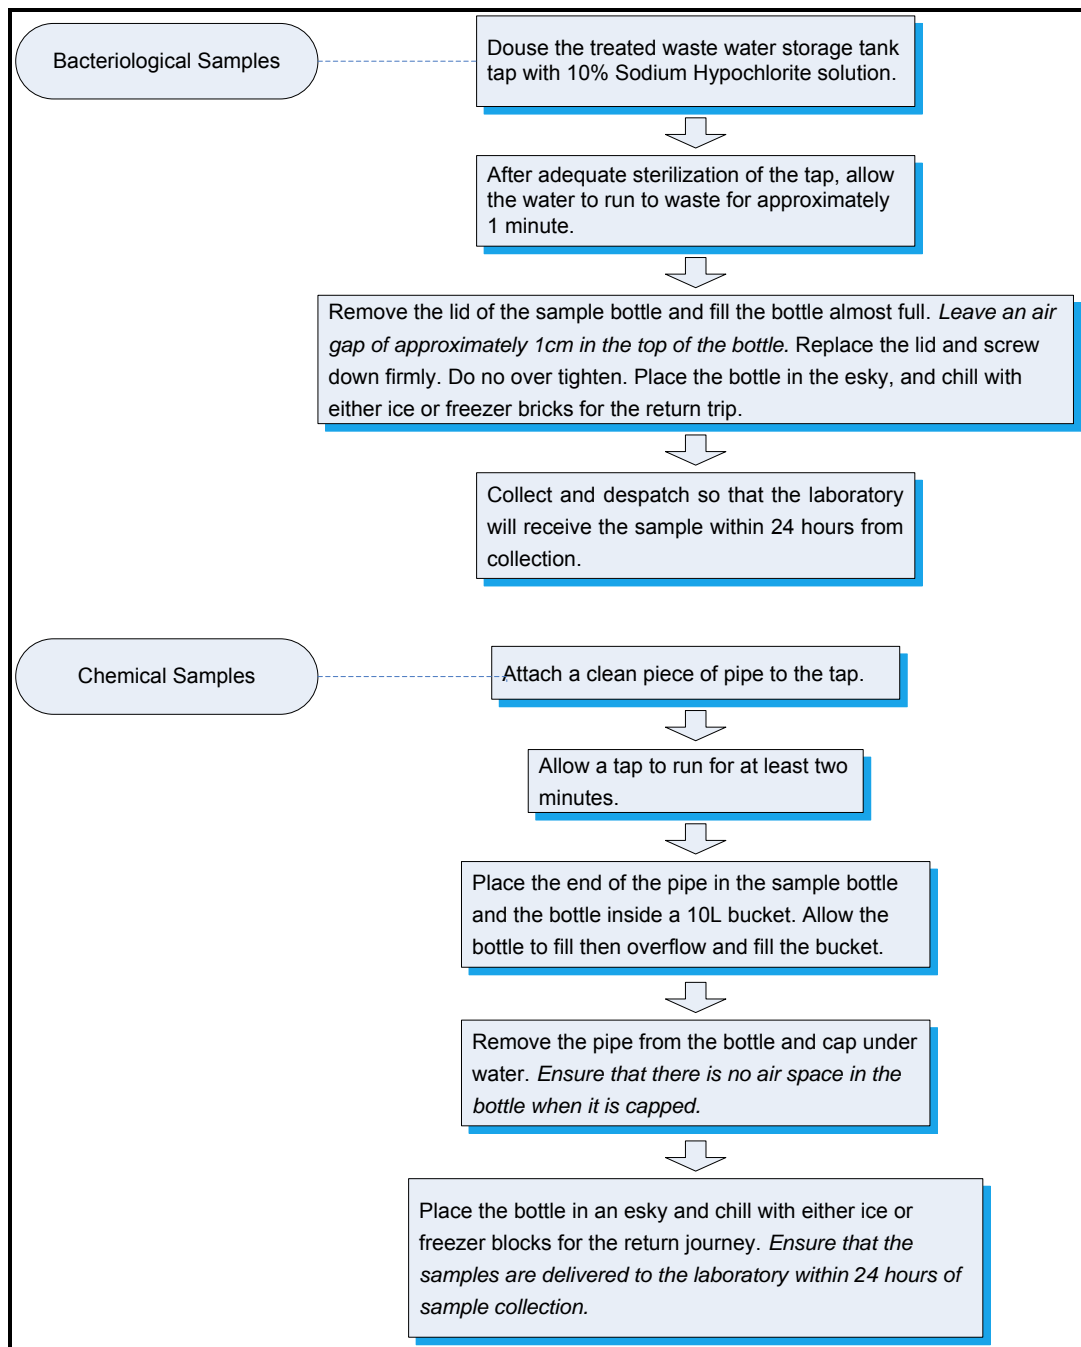 Bacteriological Samples
Douse the treated waste water storage tank
tap with 10% Sodium Hypochlorite solution.
After adequate sterilization of the tap, allow
the water to run to waste for approximately
1 minute.
Remove the lid of the sample bottle and fill the bottle almost full. Leave an air
gap of approximately 1cm in the top of the bottle. Replace the lid and screw
down firmly. Do no over tighten. Place the bottle in the esky, and chill with
either ice or freezer bricks for the return trip.
Collect and despatch so that the laboratory
will receive the sample within 24 hours from
collection.
Chemical Samples
Attach a clean piece of pipe to the tap.
Allow a tap to run for at least two
minutes.
Place the end of the pipe in the sample bottle
and the bottle inside a 10L bucket. Allow the
bottle to fill then overflow and fill the bucket.
Remove the pipe from the bottle and cap under
water. Ensure that there is no air space in the
bottle when it is capped.
Place the bottle in an esky and chill with either ice or
freezer blocks for the return journey. Ensure that the
samples are delivered to the laboratory within 24 hours of
sample collection.